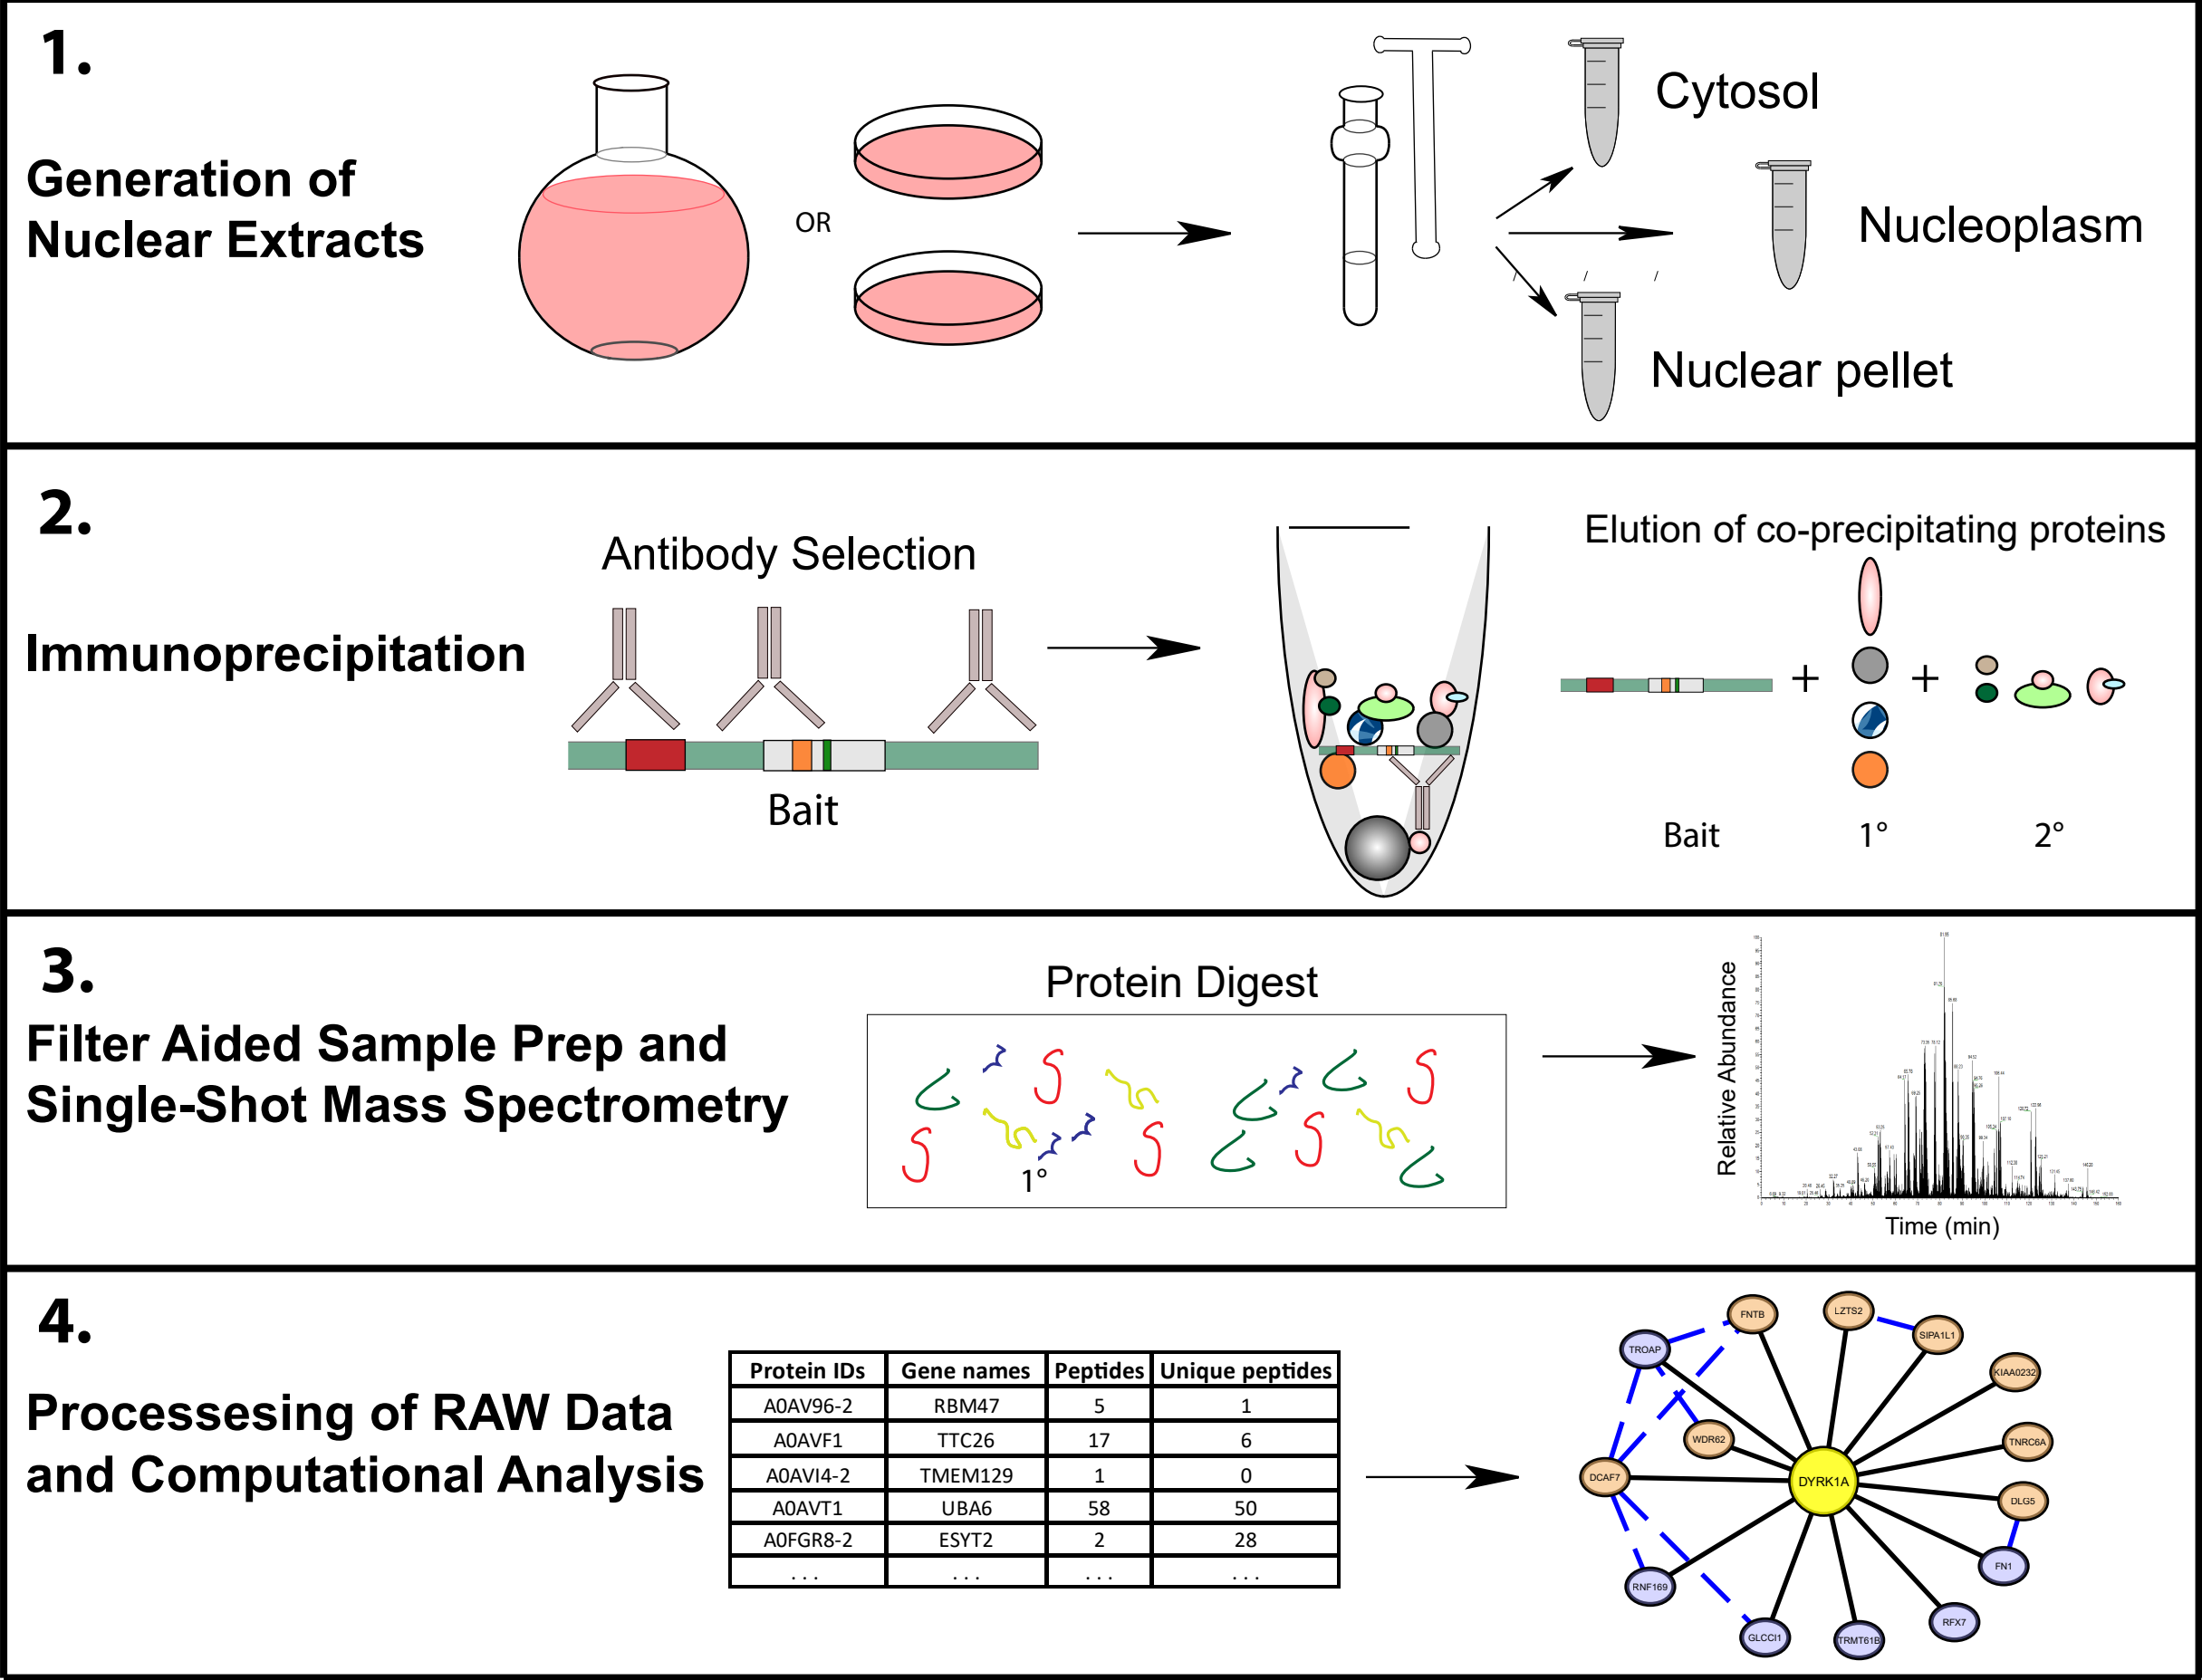 1.
Generation of
Nuclear Extracts
OR
Cytosol
Nucleoplasm
Nuclear pellet
2.
Immunoprecipitation
Antibody Selection
Bait
Elution of co-precipitating proteins
+ +
Bait 1° 2°
3.
Filter Aided Sample Prep and
Single-Shot Mass Spectrometry
Protein Digest
1°
Relative Abundance
Time (min)
4.
Processesing of RAW Data
and Computational Analysis
Protein IDs Gene names Peptides Unique peptides
A0AV96-2 RBM47 5 1
A0AVF1 TTC26 17 6
A0AVI4-2 TMEM129 1 0
A0AVT1 UBA6 58 50
A0FGR8-2 ESYT2 2 28
. . . . . . . . . . . .
FNTB
LZTS2
SIPA1L1
TROAP
KIAA0232
WDR62
TNRC6A
DCAF7
DYRK1A
DLG5
FN1
RNF169
RFX7
GLCCI1
TRMT61B